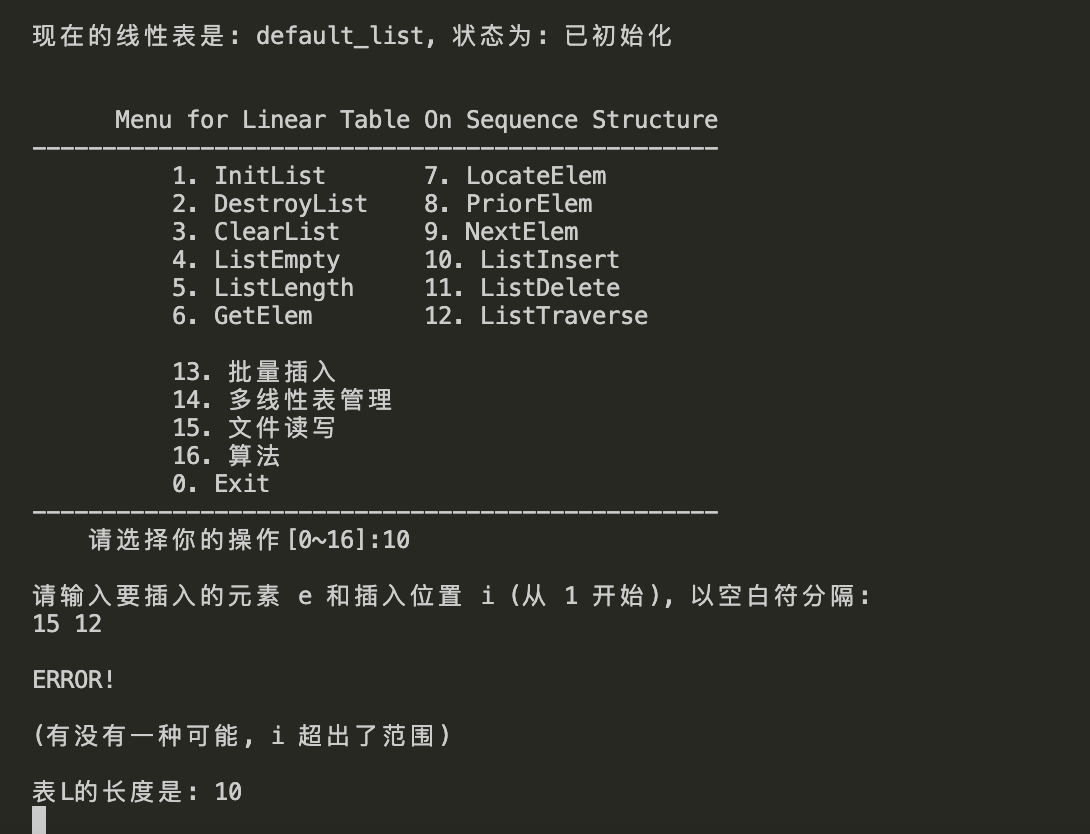 现在的线性表是: default_list, 状态为: 已初始化
Menu for Linear Table On Sequence Structure
-------------------------------------------------
1. InitList 7. LocateElem
2. DestroyList 8. PriorElem
3. ClearList 9. NextElem
4. ListEmpty 10. ListInsert
5. ListLength 11. ListDelete
6. GetElem 12. ListTraverse
13. 批量插入
14. 多线性表管理
15. 文件读写
16. 算法
0. Exit
-------------------------------------------------
请选择你的操作[0~16]:10
请输入要插入的元素 e 和插入位置 i (从 1 开始), 以空白符分隔:
15 12
ERROR!
(有没有一种可能, i 超出了范围)
表L的长度是: 10